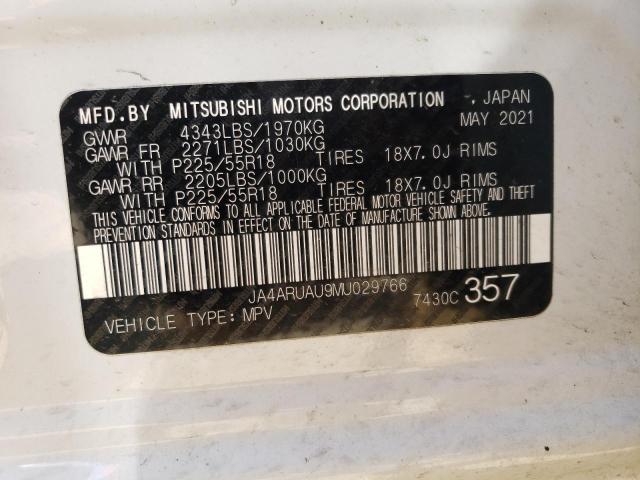 MFD.BY MITSUBISHI MOTORS CORPORATION -, JAPAN
GVWR 4343LBS/1970KG MAY 2021
GAWR FR 2271LBS/1030KG
WITH P225/55R18 TIRES 18X7.0J RIMS
GAWR RR 2205LBS/1000KG
WITH P225/55R18 TIRES 18X7.0J RIMS
THIS VEHICLE CONFORMS TO ALL APPLICABLE FEDERAL MOTOR VEHICLE SAFETY AND THEFT
PREVENTION STANDARDS IN EFFECT ON THE DATE OF MANUFACTURE SHOWN ABOVE.
JA4ARUAU9MU029766 7430C 357
VEHICLE TYPE: MPV